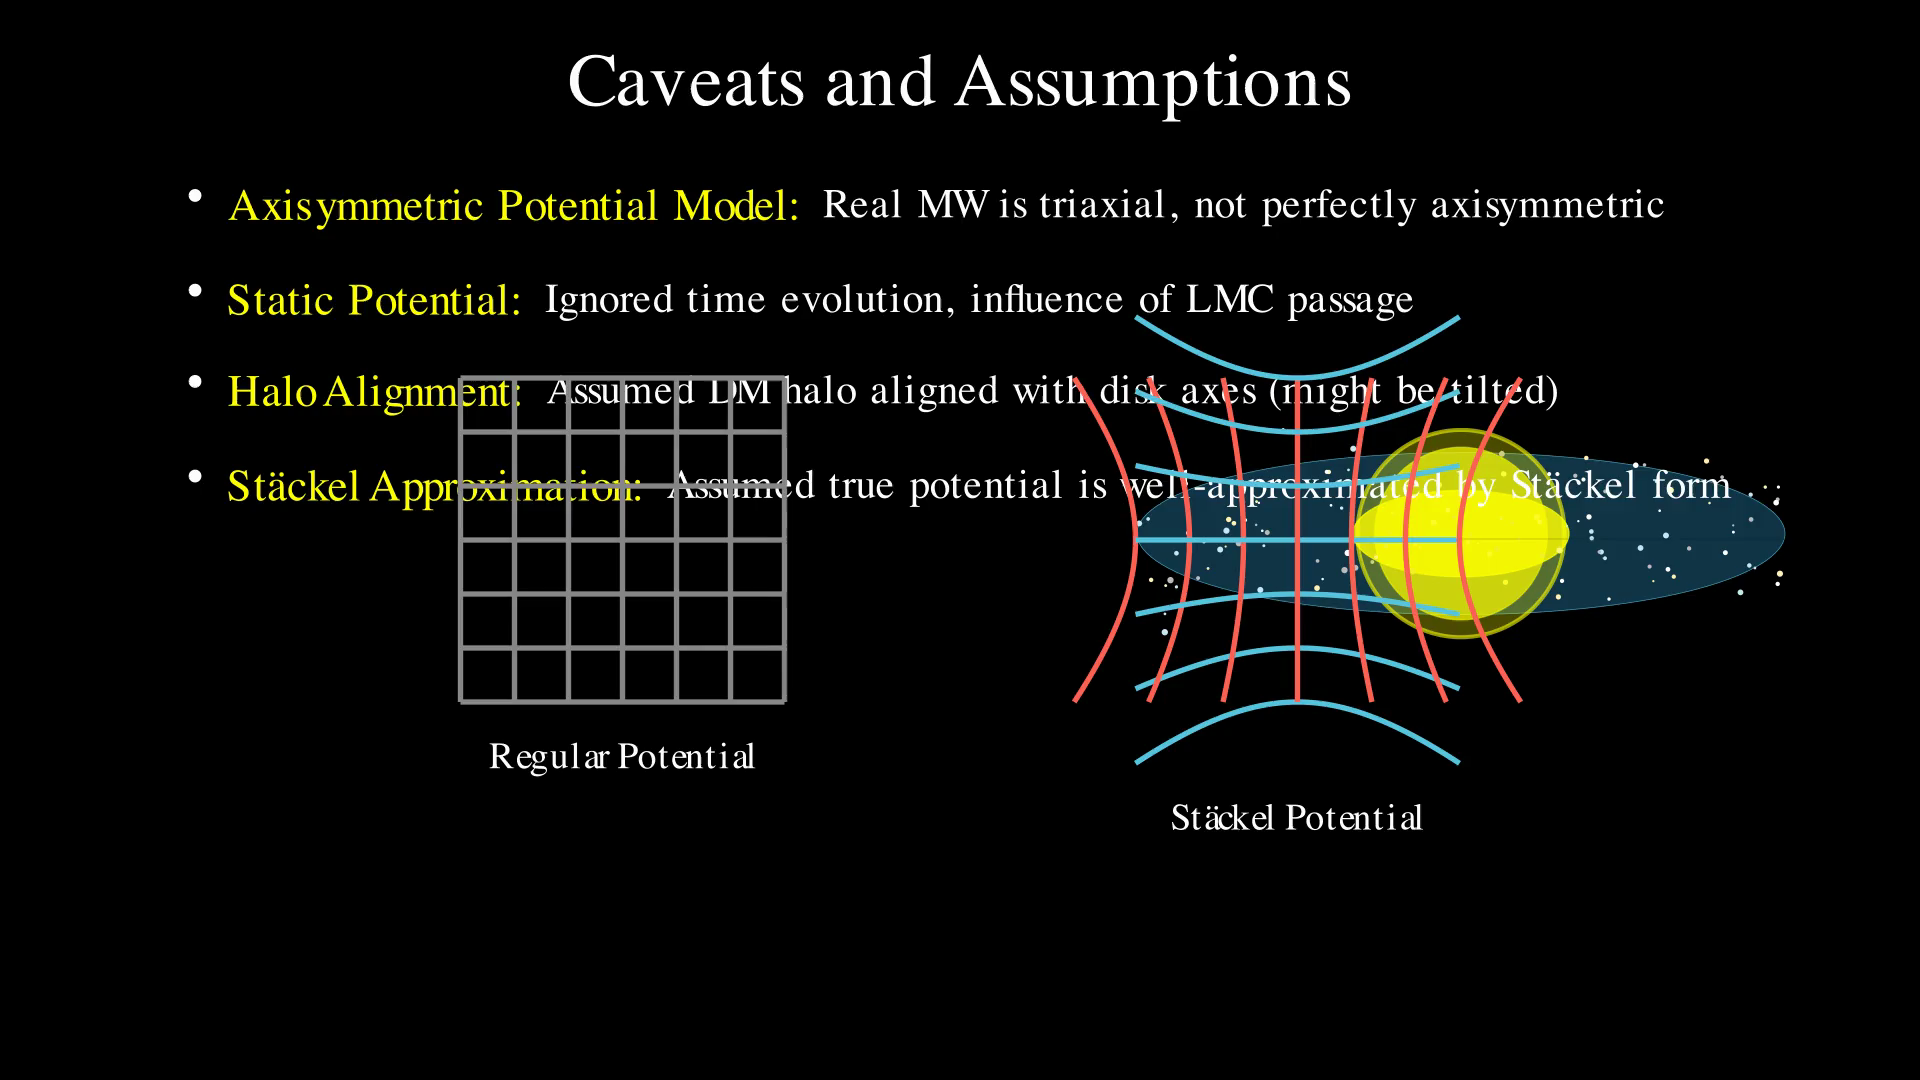 Caveats and Assumptions
• Axisymmetric Potential Model: Real MW is triaxial, not perfectly axisymmetric
• Static Potential: Ignored time evolution, influence of LMC passage
• Halo Alignment: Assumed DM halo aligned with disk axes (might be tilted)
• Stäckel Approximation: Assumed true potential is well-approximated by Stäckel form
Regular Potential
Stäckel Potential